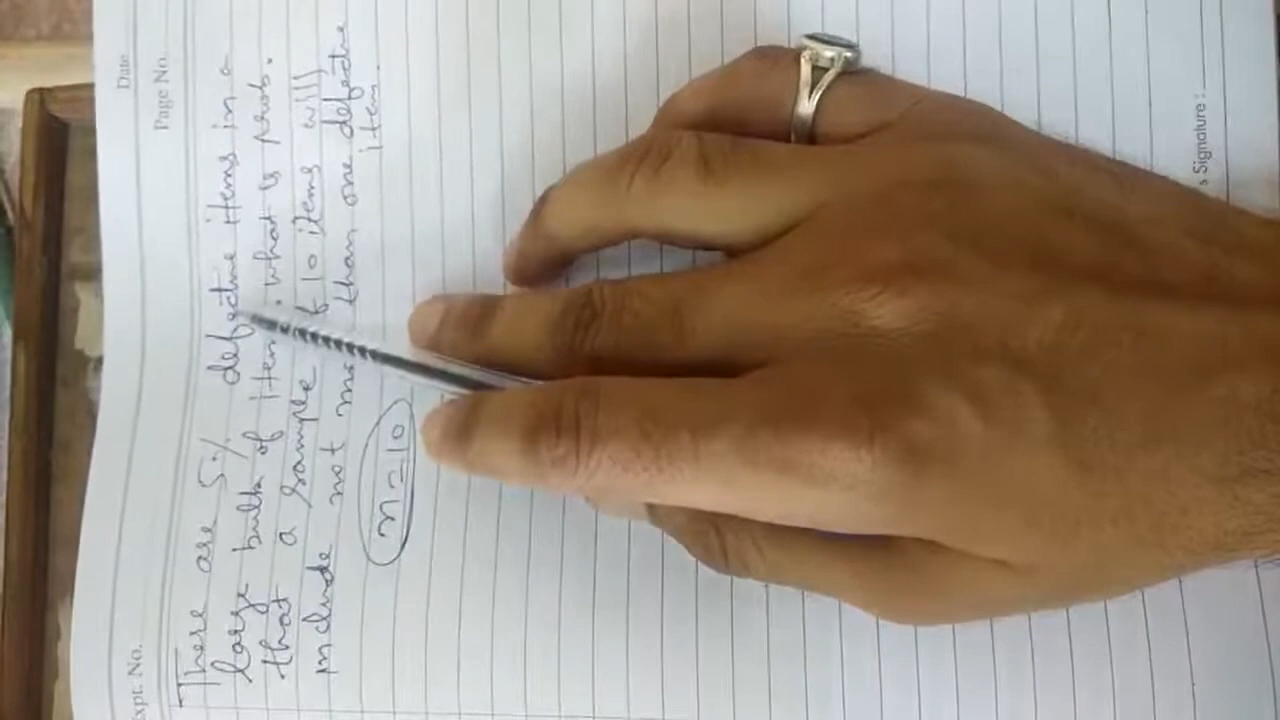 Date
Expt. No.
Page No.
There are 5% defective items in a
large bulk of items. what is prob.
that a sample of 10 items will
include not more than one defective
item.
n=10
s Signature :